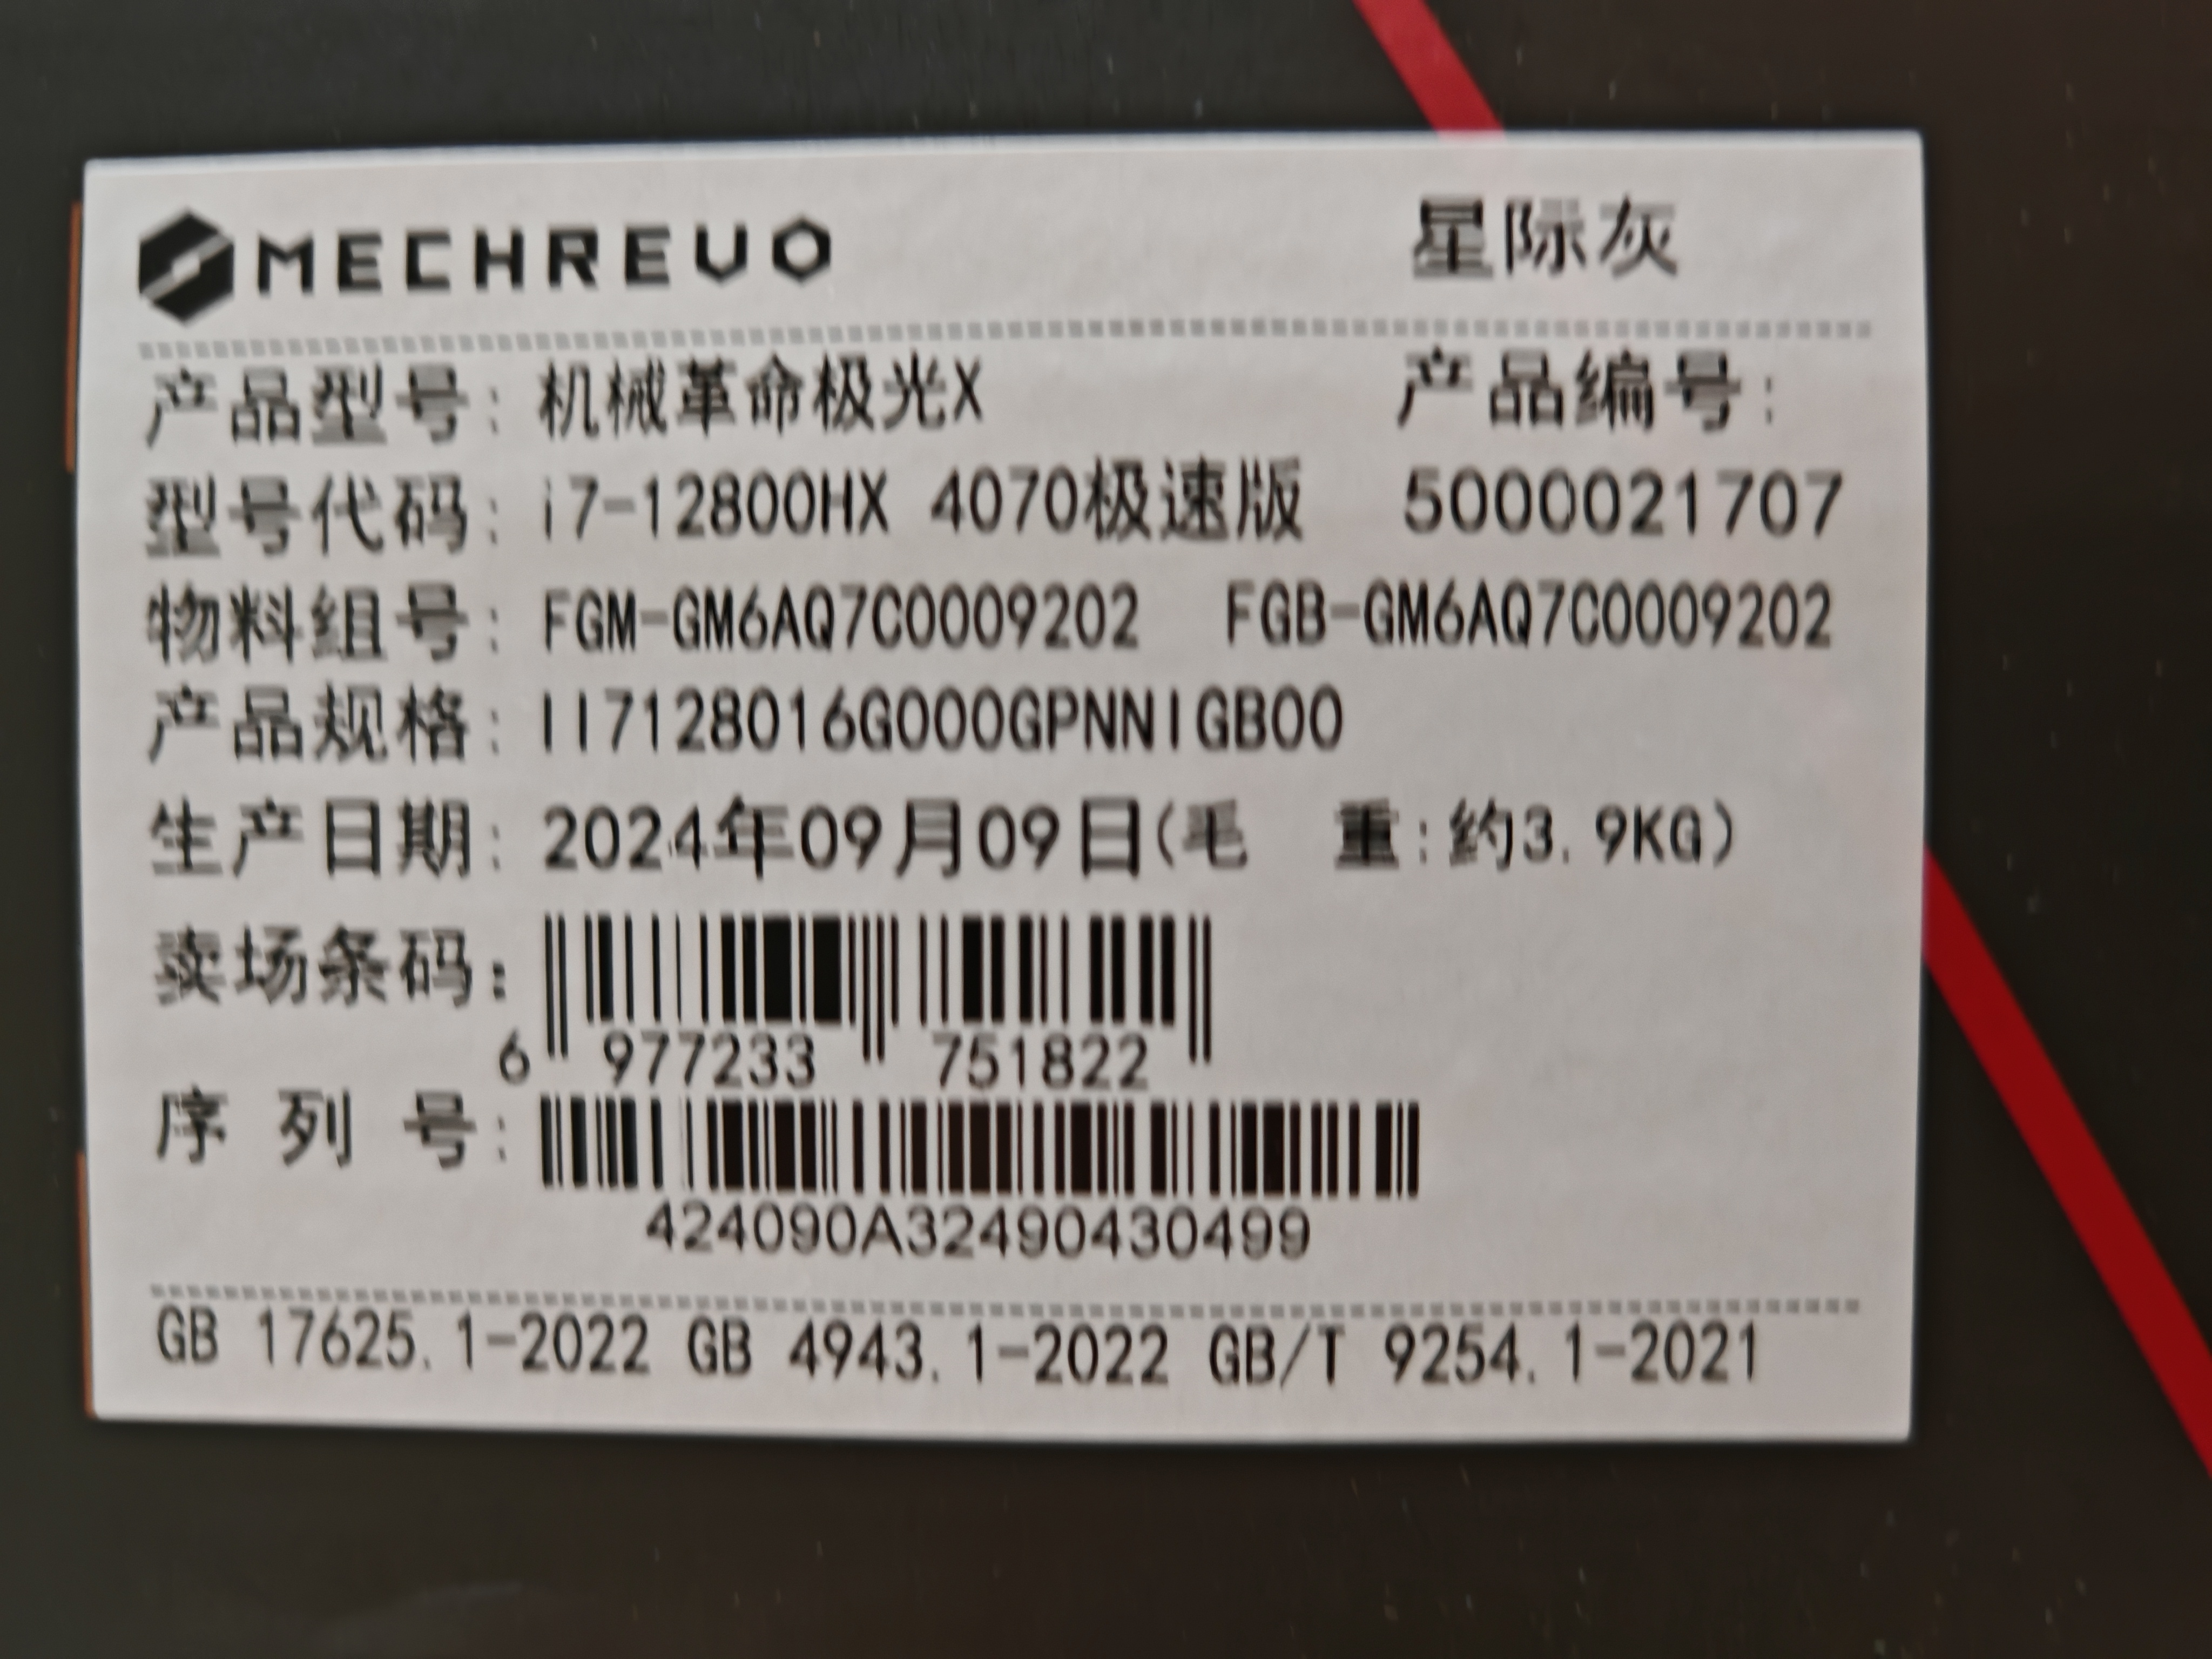 MECHREVO 星际灰
产品型号: 机械革命极光X 产品编号:
型号代码: i7-12800HX 4070极速版 5000021707
物料组号: FGM-GM6AQ7C0009202 FGB-GM6AQ7C0009202
产品规格: II7128016G000GPNNIGB00
生产日期: 2024年09月09日(毛 重:约3.9KG)
卖场条码:
6 977233 751822
序 列 号:
424090A32490430499
GB 17625.1-2022 GB 4943.1-2022 GB/T 9254.1-2021